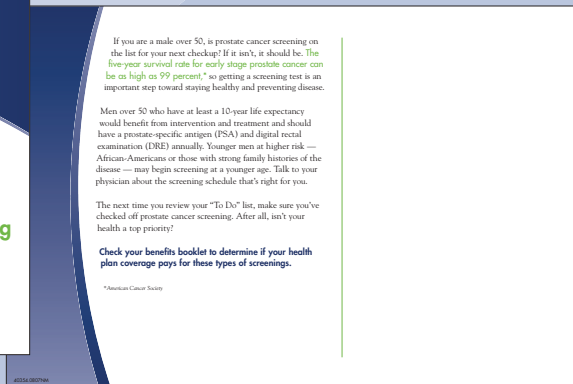 If you are a male over 50, is prostate cancer screening on
the list for your next checkup? If it isn't, it should be. The
five-year survival rate for early stage prostate cancer can
be as high as 99 percent,* so getting a screening test is an
important step toward staying healthy and preventing disease.
Men over 50 who have at least a 10-year life expectancy
would benefit from intervention and treatment and should
have a prostate-specific antigen (PSA) and digital rectal
examination (DRE) annually. Younger men at higher risk —
African-Americans or those with strong family histories of the
disease — may begin screening at a younger age. Talk to your
physician about the screening schedule that's right for you.
The next time you review your "To Do" list, make sure you've
checked off prostate cancer screening. After all, isn't your
health a top priority?
Check your benefits booklet to determine if your health
plan coverage pays for these types of screenings.
*American Cancer Society
g